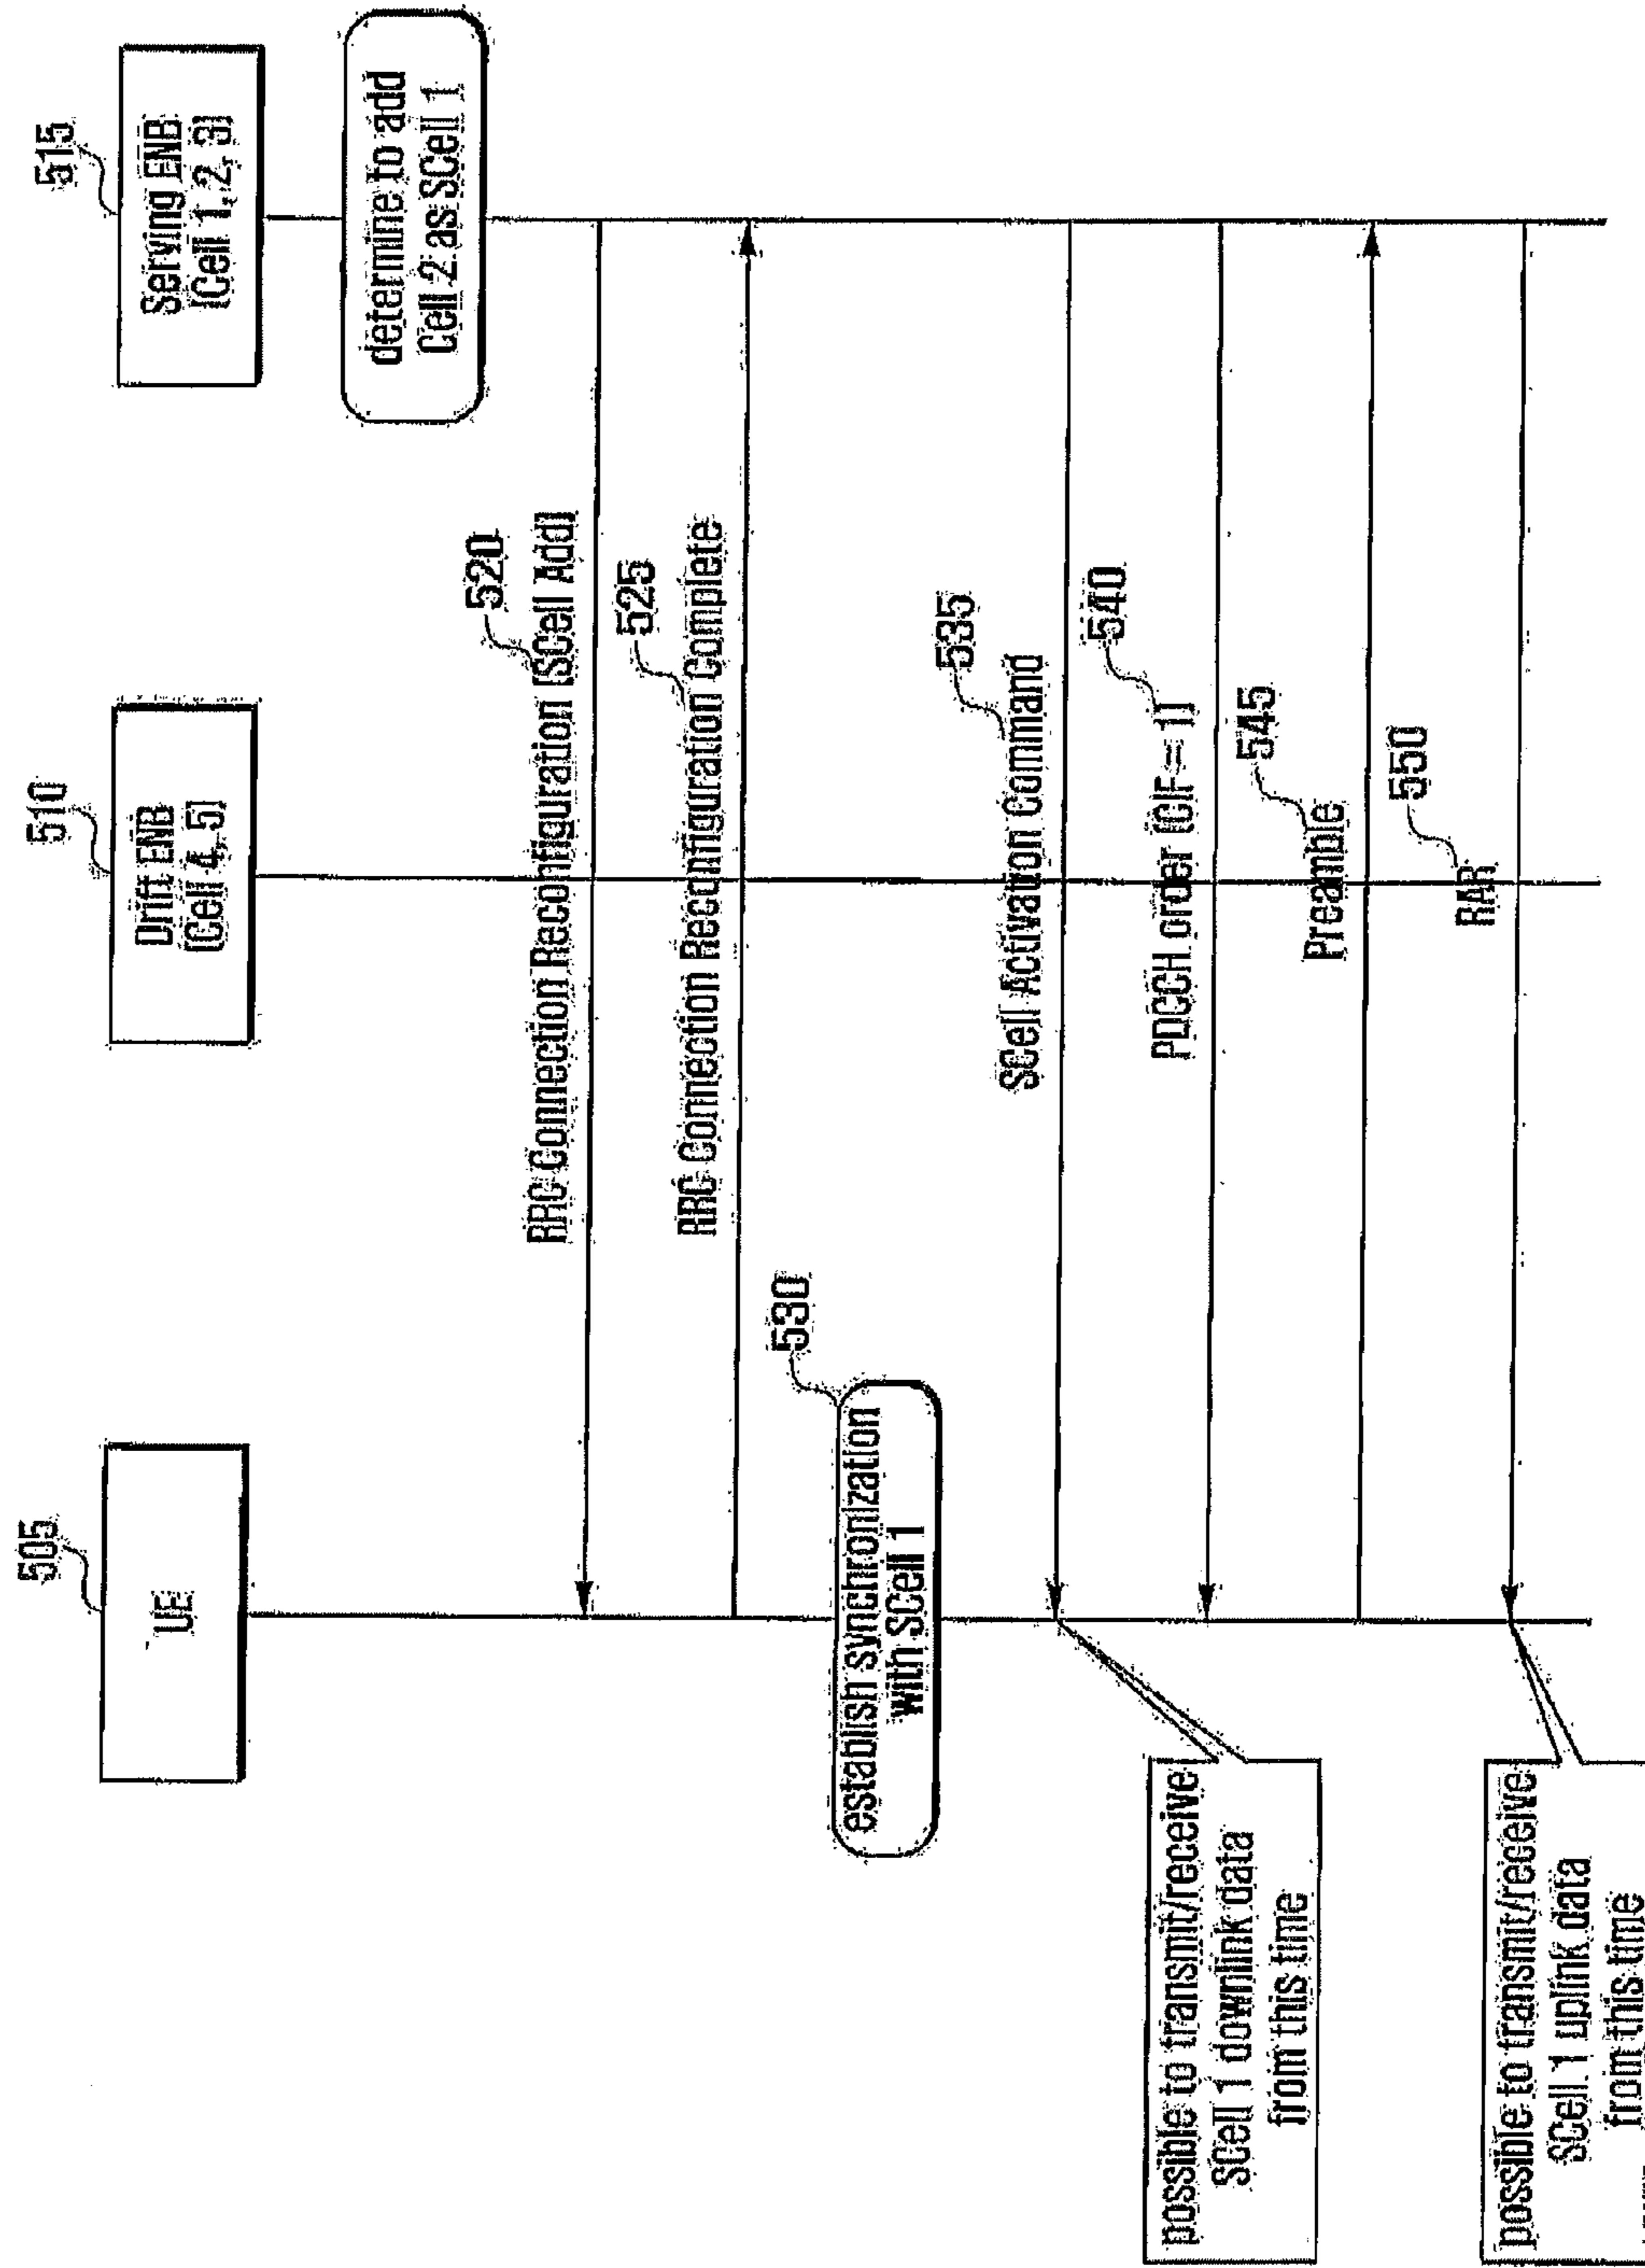 505
UE
510
Drift ENB
(Cell 4, 5)
515
Serving ENB
(Cell 1, 2, 3)
determine to add
Cell 2 as SCell 1
520
RRC Connection Reconfiguration (SCell Add)
525
RRC Connection Reconfiguration Complete
530
establish synchronization
with SCell 1
535
SCell Activation Command
possible to transmit/receive
SCell 1 downlink data
from this time
540
PDCCH order (CIF = 1)
545
Preamble
550
RAR
possible to transmit/receive
SCell 1 uplink data
from this time